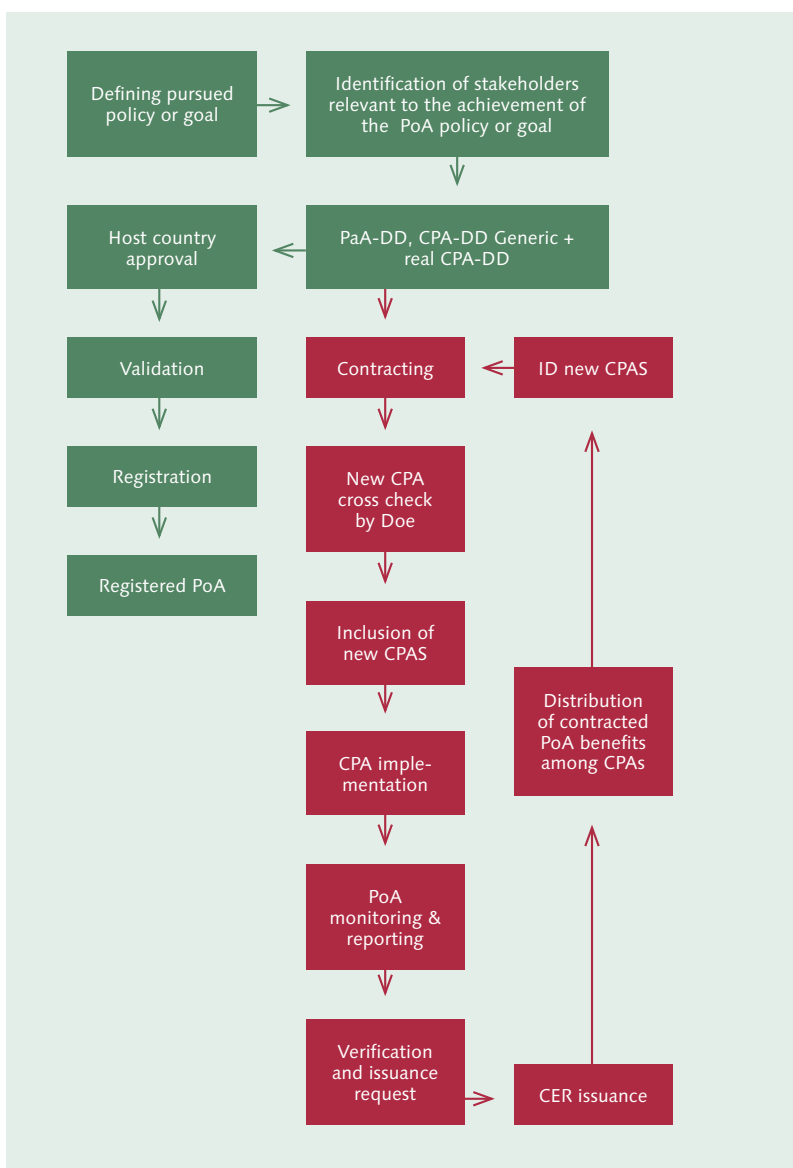 Defining pursued
policy or goal
Identification of stakeholders
relevant to the achievement of
the PoA policy or goal
Host country
approval
PaA-DD, CPA-DD Generic +
real CPA-DD
Validation
Contracting
ID new CPAS
Registration
New CPA
cross check
by Doe
Registered PoA
Inclusion of
new CPAS
Distribution
of contracted
PoA benefits
among CPAs
CPA imple-
mentation
PoA
monitoring &
reporting
Verification
and issuance
request
CER issuance